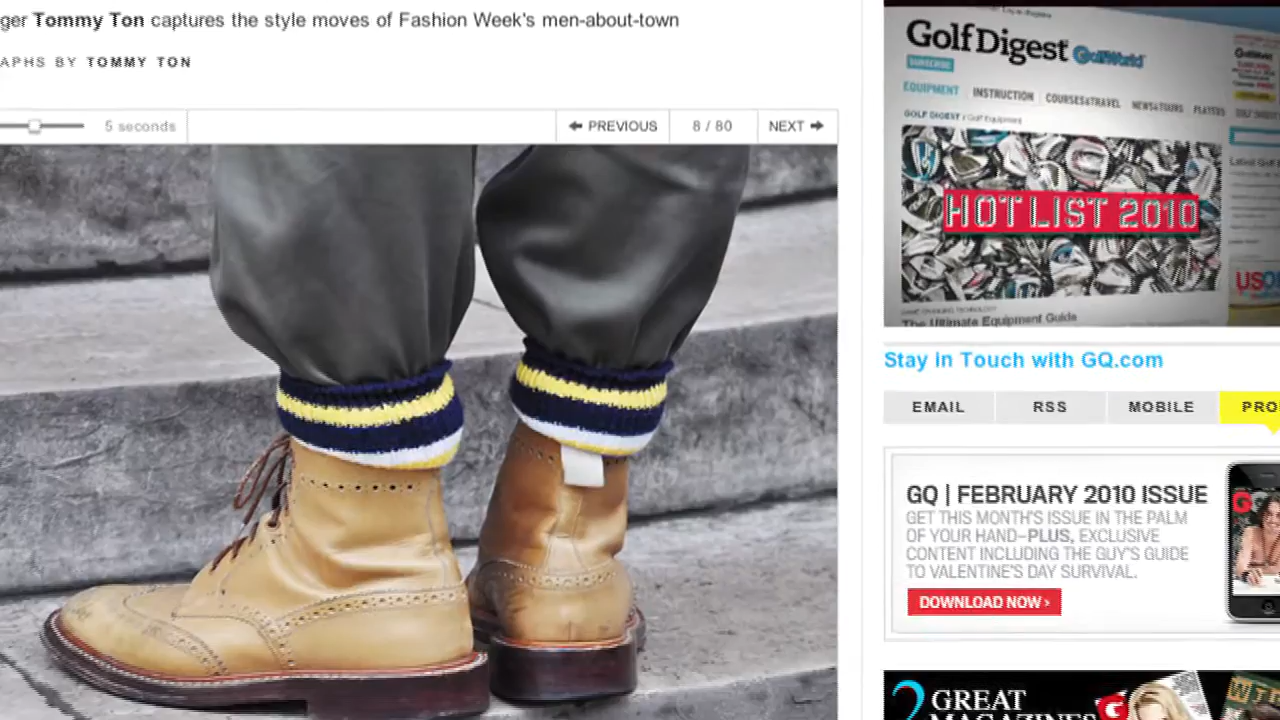 ger Tommy Ton captures the style moves of Fashion Week's men-about-town
APHS BY TOMMY TON
5 seconds
PREVIOUS
8 / 80
NEXT
GolfDigest GolfWorld
SUBSCRIBE
EQUIPMENT INSTRUCTION COURSES&TRAVEL NEWS&TOURS PLAYERS
GOLF DIGEST / Golf Equipment
HOT LIST 2010
The Ultimate Equipment Guide
Stay in Touch with GQ.com
EMAIL
RSS
MOBILE
PRO
GQ | FEBRUARY 2010 ISSUE
GET THIS MONTH'S ISSUE IN THE PALM
OF YOUR HAND–PLUS, EXCLUSIVE
CONTENT INCLUDING THE GUY'S GUIDE
TO VALENTINE'S DAY SURVIVAL.
DOWNLOAD NOW ›
2 GREAT
MAGAZINES